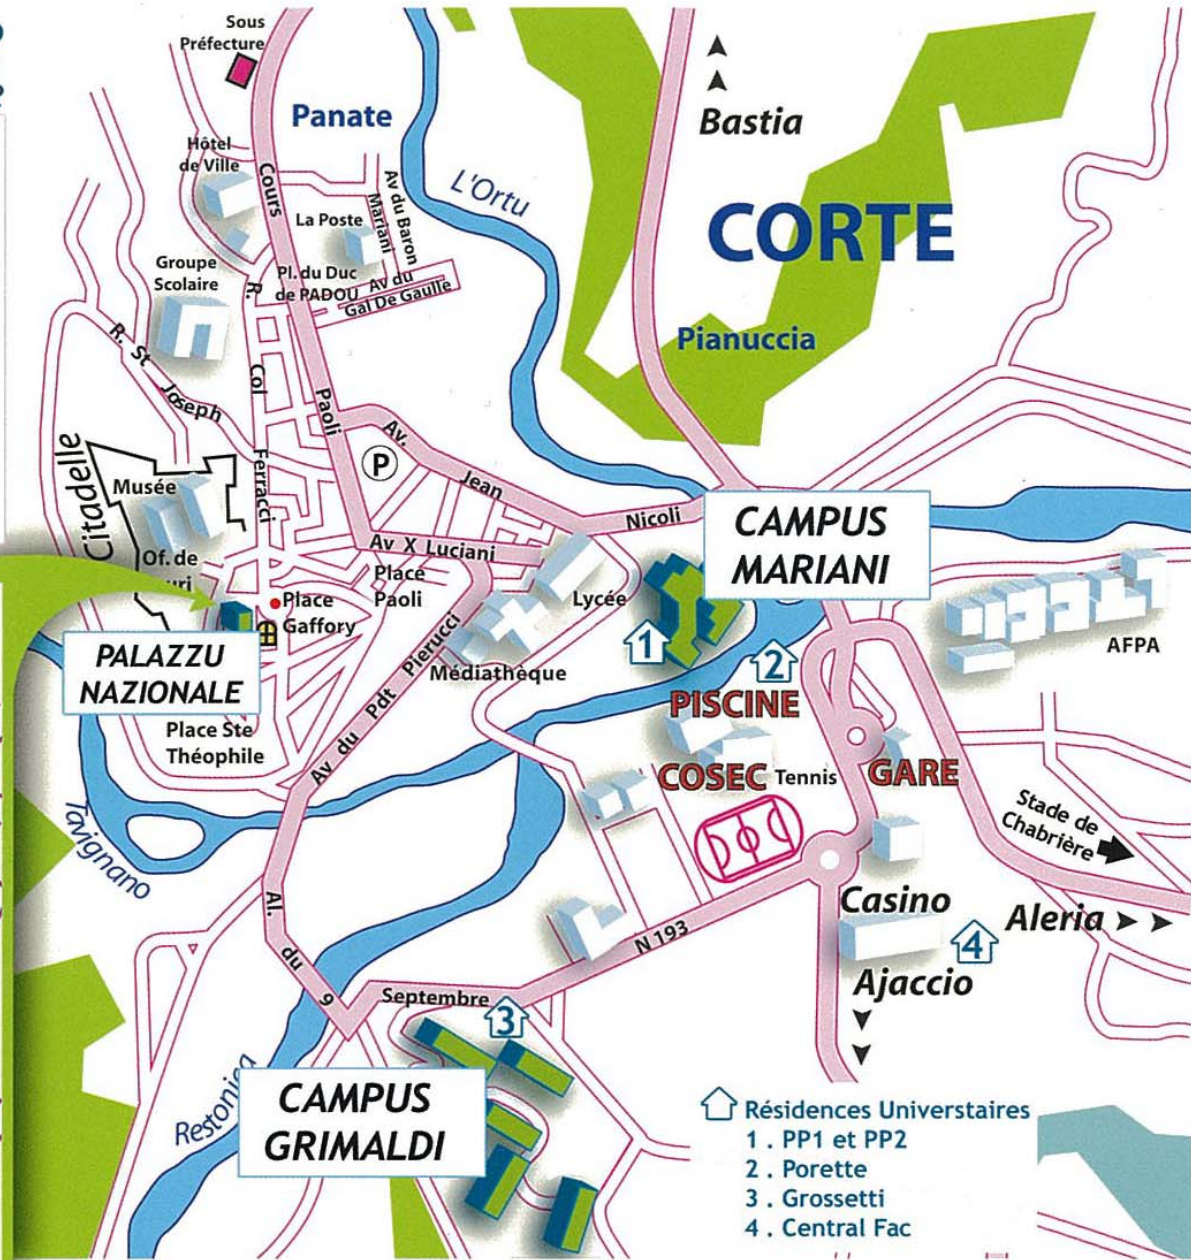 Sous
Préfecture
Panate
Bastia
Hôtel
de Ville
Cours
L'Ortu
Av du Baron
Mariani
La Poste
CORTE
Groupe
Scolaire
R.
Pl. du Duc
de PADOU
Av du
Gal De Gaulle
Pianuccia
R. St
Joseph
Col
Paoli
Av.
P
Jean
Citadelle
Ferracci
Musée
Nicoli
CAMPUS
MARIANI
Av X Luciani
Of. de
uri
Place
Paoli
Place
Gaffory
Lycée
1
2
AFPA
PALAZZU
NAZIONALE
Médiathèque
PISCINE
Place Ste
Théophile
Av du Pdt Pierucci
COSEC
Tennis
GARE
Stade de
Chabrière
Tavignano
Casino
Al.
du
9
Septembre
N 193
Aleria
4
Ajaccio
3
Restonica
CAMPUS
GRIMALDI
Résidences Universtaires
1 . PP1 et PP2
2 . Porette
3 . Grossetti
4 . Central Fac